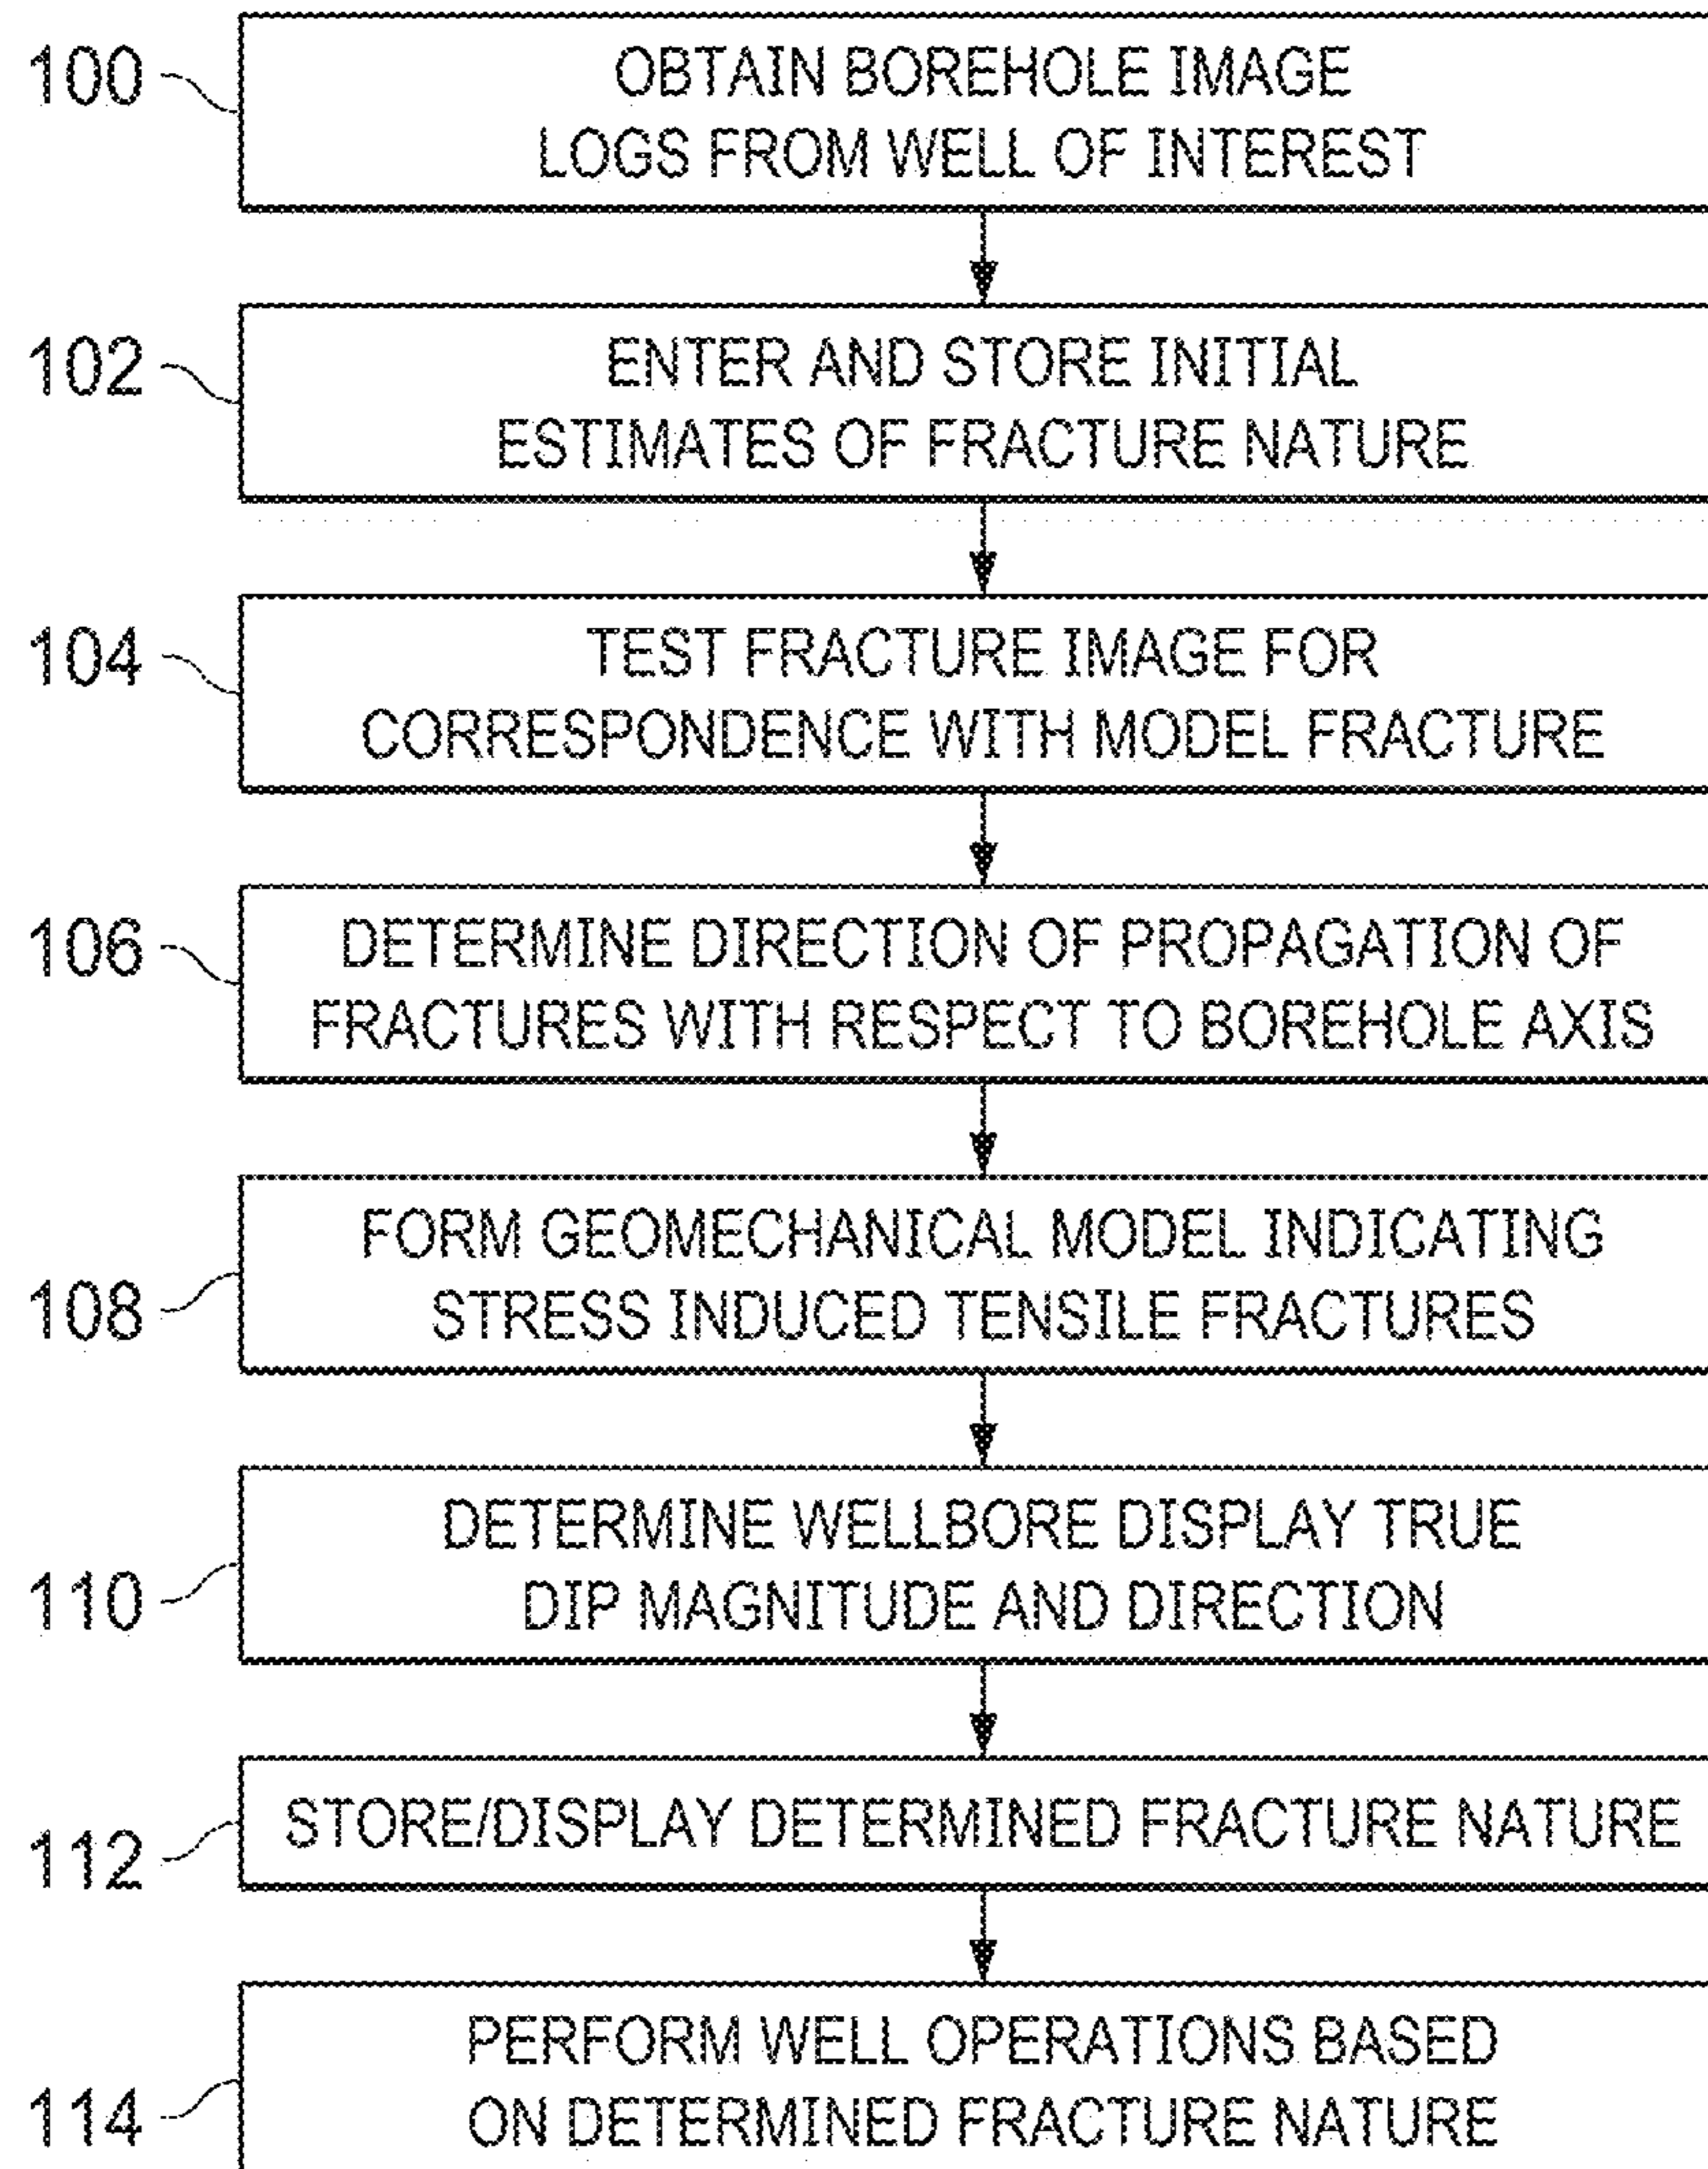 100
OBTAIN BOREHOLE IMAGE
LOGS FROM WELL OF INTEREST
102
ENTER AND STORE INITIAL
ESTIMATES OF FRACTURE NATURE
104
TEST FRACTURE IMAGE FOR
CORRESPONDENCE WITH MODEL FRACTURE
106
DETERMINE DIRECTION OF PROPAGATION OF
FRACTURES WITH RESPECT TO BOREHOLE AXIS
108
FORM GEOMECHANICAL MODEL INDICATING
STRESS INDUCED TENSILE FRACTURES
110
DETERMINE WELLBORE DISPLAY TRUE
DIP MAGNITUDE AND DIRECTION
112
STORE/DISPLAY DETERMINED FRACTURE NATURE
114
PERFORM WELL OPERATIONS BASED
ON DETERMINED FRACTURE NATURE